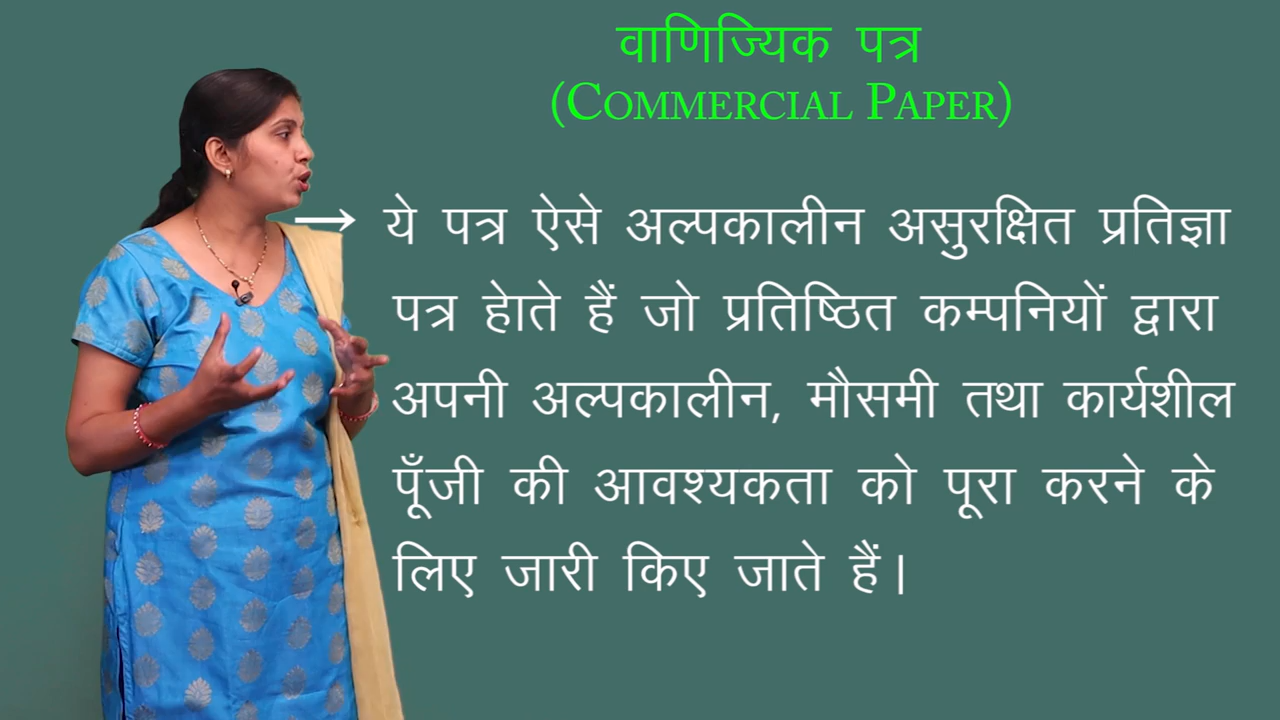 वाणिज्यिक पत्र
(COMMERCIAL PAPER)
→ ये पत्र ऐसे अल्पकालीन असुरक्षित प्रतिज्ञा
पत्र हेाते हैं जो प्रतिष्ठित कम्पनियों द्वारा
अपनी अल्पकालीन, मौसमी तथा कार्यशील
पूँजी की आवश्यकता को पूरा करने के
लिए जारी किए जाते हैं।